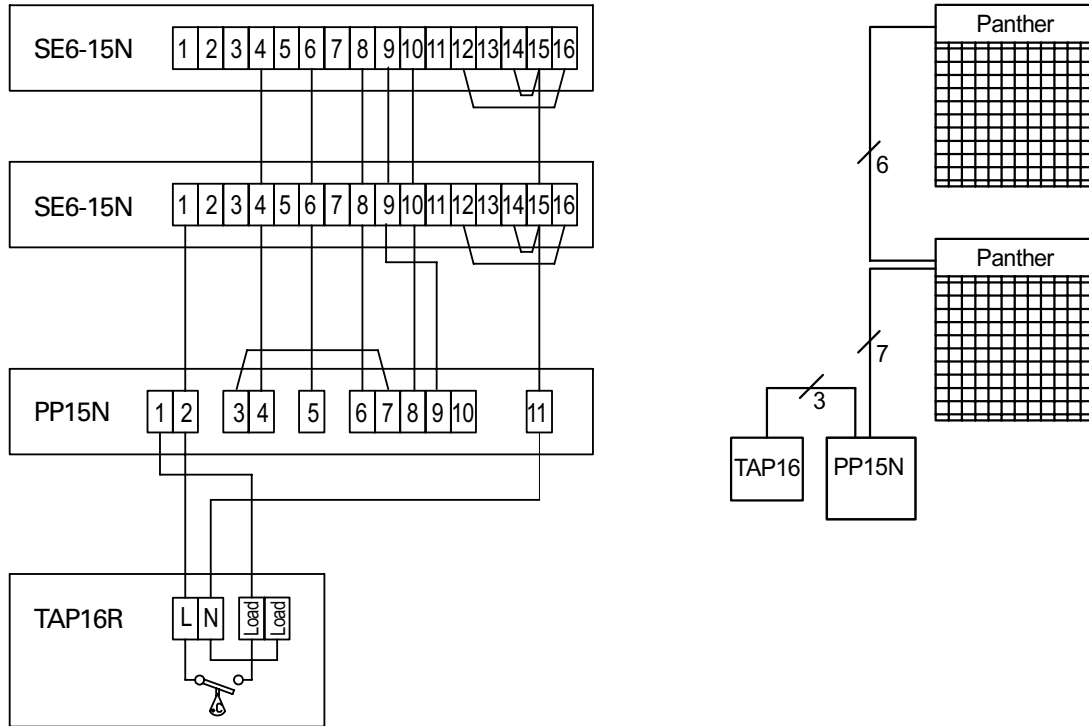 SE6-15N 1 2 3 4 5 6 7 8 9 10 11 12 13 14 15 16
SE6-15N 1 2 3 4 5 6 7 8 9 10 11 12 13 14 15 16
PP15N 1 2 3 4 5 6 7 8 9 10 11
TAP16R L N Load Load
°C
Panther
6
Panther
7
3
TAP16 PP15N